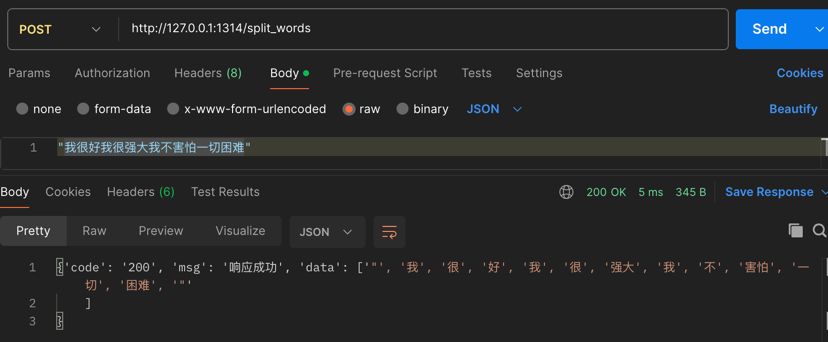 POST http://127.0.0.1:1314/split_words Send
Params Authorization Headers (8) Body Pre-request Script Tests Settings Cookies
none form-data x-www-form-urlencoded raw binary JSON Beautify
1 "我很好我很强大我不害怕一切困难"
Body Cookies Headers (6) Test Results 200 OK 5 ms 345 B Save Response
Pretty Raw Preview Visualize JSON
1 {'code': '200', 'msg': '响应成功', 'data': ['"', '我', '很', '好', '我', '很', '强大', '我', '不', '害怕', '一
切', '困难', '"'
2 ]
3 }